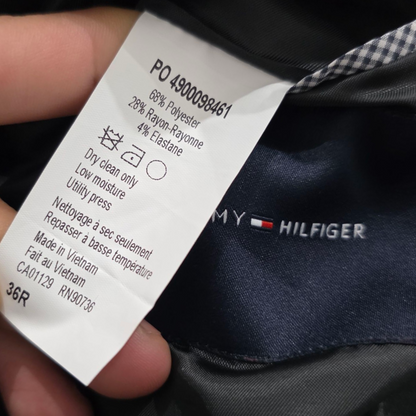 PO 4900098461
68% Polyester
28% Rayon-Rayonne
4% Elastane
Dry clean only
Low moisture
Utility press
Nettoyage à sec seulement
Repasser à basse température
Made in Vietnam
Fait au Vietnam
CA01129 RN90736
36R
MY HILFIGER